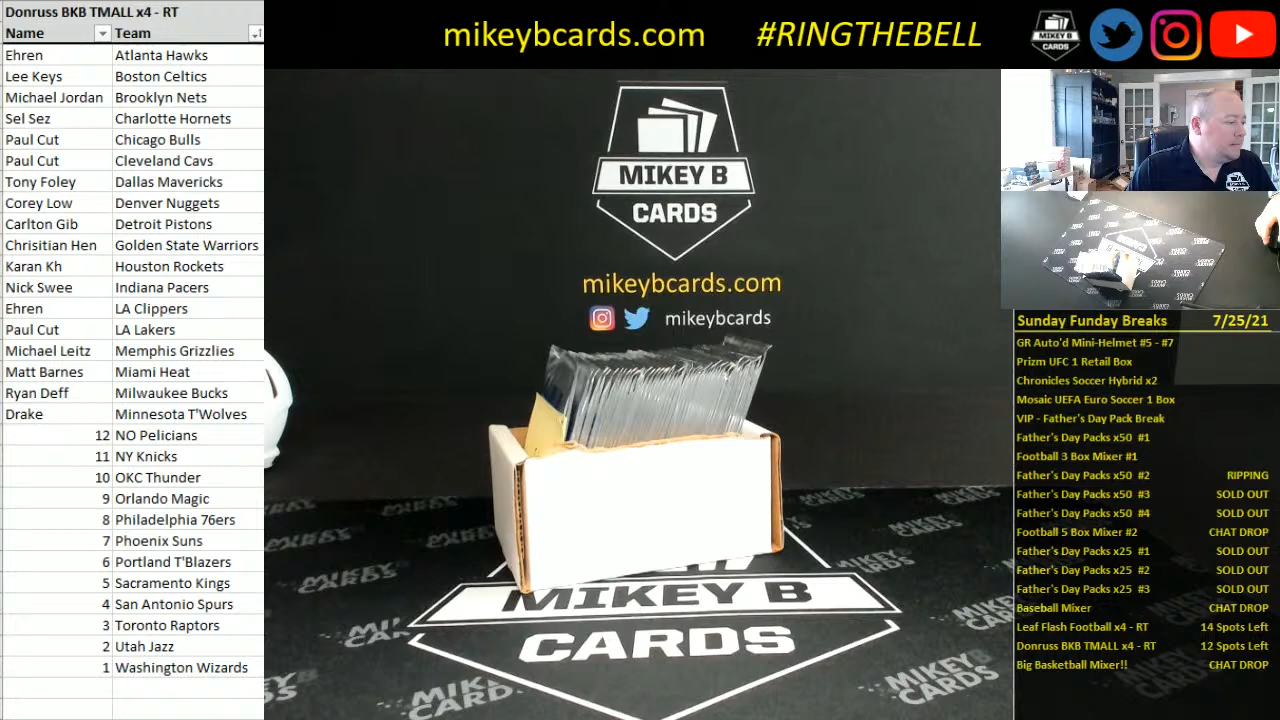 Donruss BKB TMALL x4 - RT
Name Team
Ehren Atlanta Hawks
Lee Keys Boston Celtics
Michael Jordan Brooklyn Nets
Sel Sez Charlotte Hornets
Paul Cut Chicago Bulls
Paul Cut Cleveland Cavs
Tony Foley Dallas Mavericks
Corey Low Denver Nuggets
Carlton Gib Detroit Pistons
Chrisitian Hen Golden State Warriors
Karan Kh Houston Rockets
Nick Swee Indiana Pacers
Ehren LA Clippers
Paul Cut LA Lakers
Michael Leitz Memphis Grizzlies
Matt Barnes Miami Heat
Ryan Deff Milwaukee Bucks
Drake Minnesota T'Wolves
12 NO Pelicians
11 NY Knicks
10 OKC Thunder
9 Orlando Magic
8 Philadelphia 76ers
7 Phoenix Suns
6 Portland T'Blazers
5 Sacramento Kings
4 San Antonio Spurs
3 Toronto Raptors
2 Utah Jazz
1 Washington Wizards
mikeybcards.com #RINGTHEBELL
MIKEY B
CARDS
MIKEY B
CARDS
mikeybcards.com
mikeybcards
MIKEY B
CARDS
MIKEY B
CARDS
Sunday Funday Breaks 7/25/21
GR Auto'd Mini-Helmet #5 - #7
Prizm UFC 1 Retail Box
Chronicles Soccer Hybrid x2
Mosaic UEFA Euro Soccer 1 Box
VIP - Father's Day Pack Break
Father's Day Packs x50 #1
Football 3 Box Mixer #1
Father's Day Packs x50 #2 RIPPING
Father's Day Packs x50 #3 SOLD OUT
Father's Day Packs x50 #4 SOLD OUT
Football 5 Box Mixer #2 CHAT DROP
Father's Day Packs x25 #1 SOLD OUT
Father's Day Packs x25 #2 SOLD OUT
Father's Day Packs x25 #3 SOLD OUT
Baseball Mixer CHAT DROP
Leaf Flash Football x4 - RT 14 Spots Left
Donruss BKB TMALL x4 - RT 12 Spots Left
Big Basketball Mixer!! CHAT DROP